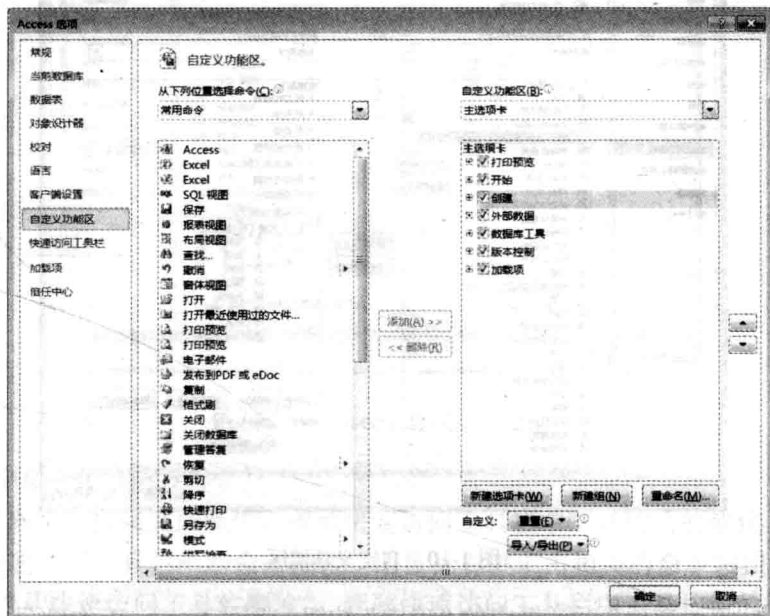 Access 选项
常规
当前数据库
数据表
对象设计器
校对
语言
客户端设置
自定义功能区
快速访问工具栏
加载项
信任中心
自定义功能区。
从下列位置选择命令(C):
常用命令
Access
Excel
Excel
SQL 视图
保存
报表视图
布局视图
查找...
撤消
窗体视图
打开
打开最近使用过的文件...
打印预览
打印预览
电子邮件
发布到PDF 或 eDoc
复制
格式刷
关闭
关闭数据库
管理答复
恢复
剪切
降序
快速打印
另存为
模式
添加(A) >>
<< 删除(R)
自定义功能区(B):
主选项卡
主选项卡
打印预览
开始
创建
外部数据
数据库工具
版本控制
加载项
新建选项卡(W)
新建组(N)
重命名(M)...
自定义:
重置(E)
导入/导出(P)
确定
取消